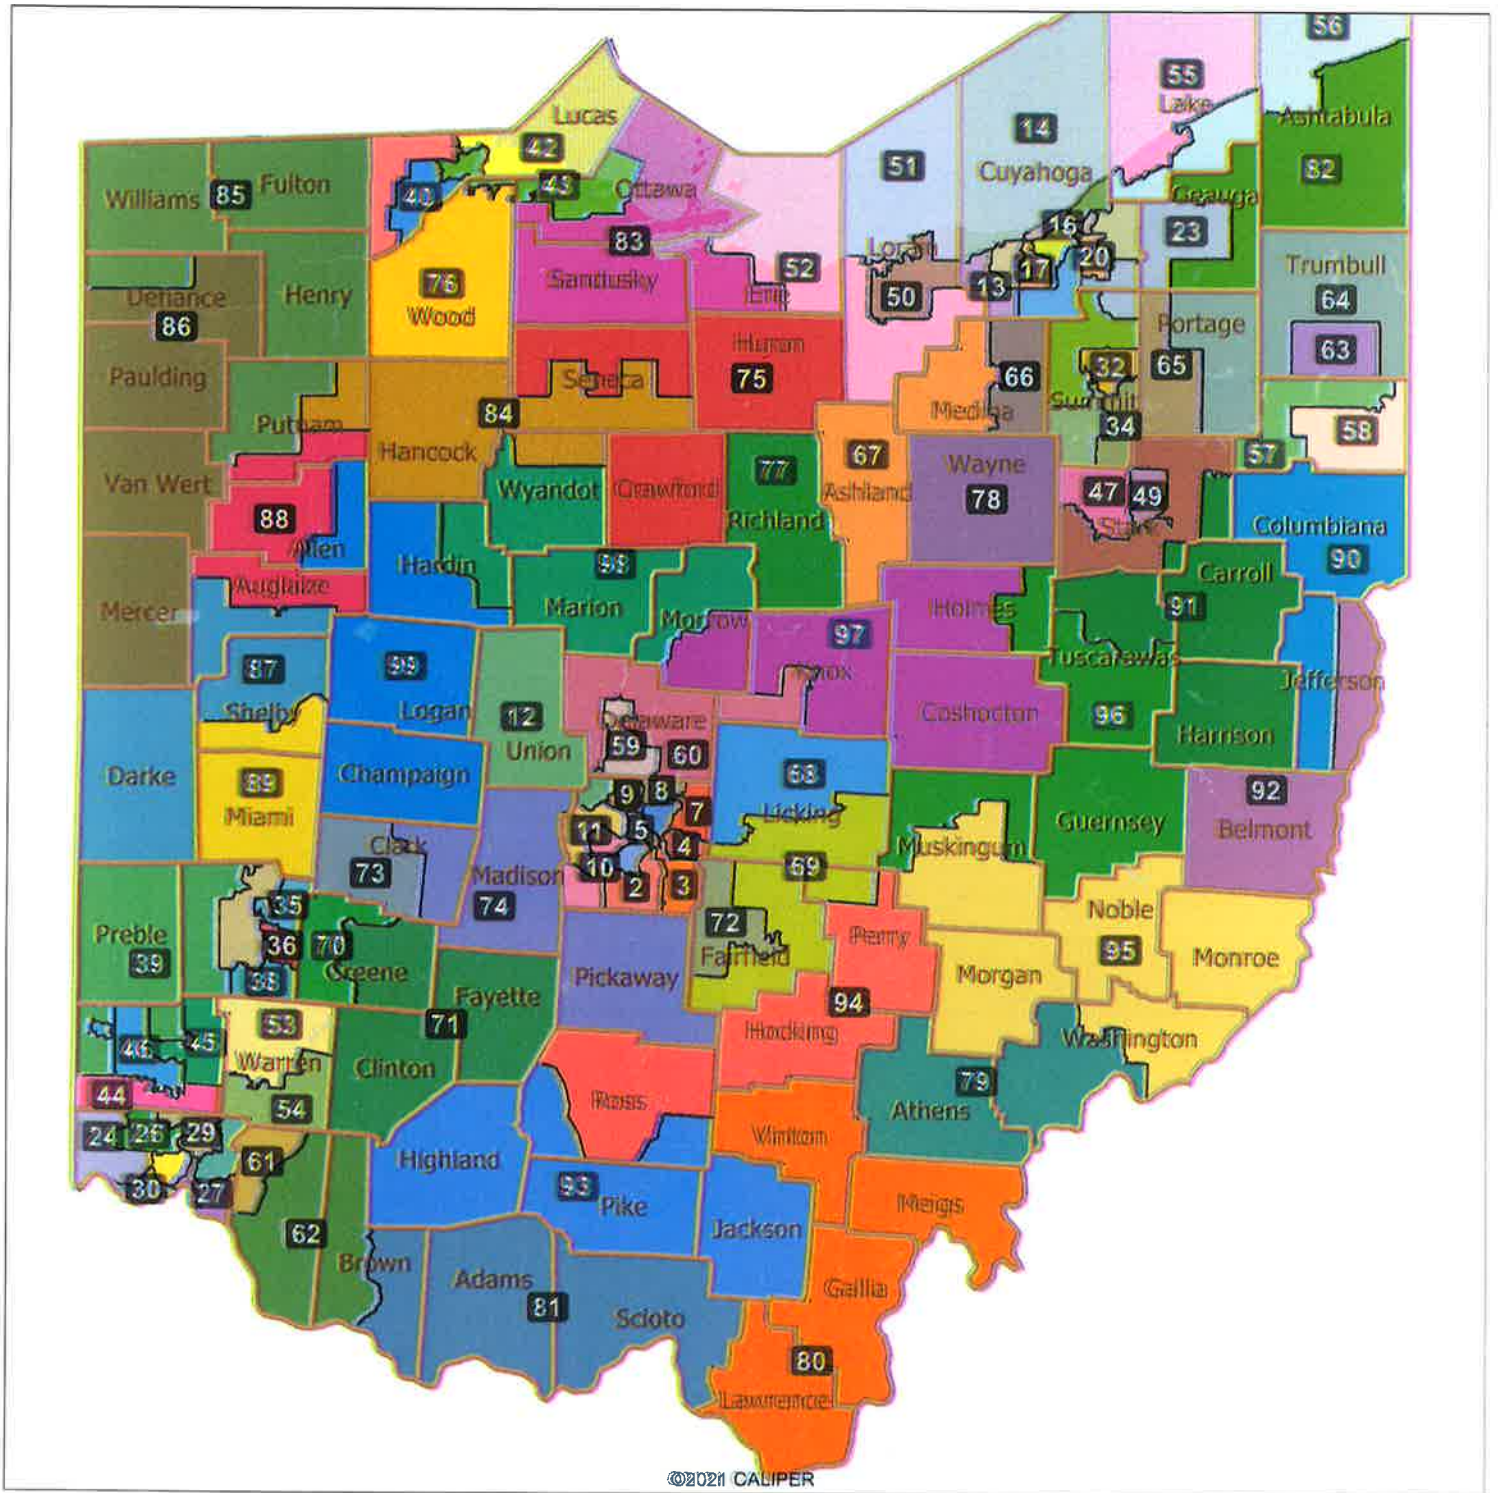 56
55
Lake
Lucas
14
Ashtabula
42
51
Cuyahoga
82
Williams
85
Fulton
40
43
Ottawa
Geauga
16
23
83
Lorain
52
17
20
Trumbull
Sandusky
Defiance
Henry
76
Erie
50
13
64
86
Wood
Portage
Huron
63
Paulding
Seneca
75
66
32
65
84
Medina
Summit
Putnam
34
58
Hancock
67
Wayne
57
77
Van Wert
Wyandot
Crawford
Ashland
78
47
49
88
Richland
Stark
Columbiana
Allen
90
Hardin
98
Carroll
Auglaize
Mercer
Marion
Morrow
Holmes
91
97
87
99
Knox
Tuscarawas
Jefferson
Shelby
Logan
12
Delaware
Coshocton
96
Union
59
60
Harrison
Darke
89
Champaign
68
92
Miami
9
8
7
Licking
Guernsey
Belmont
11
5
Clark
4
Muskingum
73
Madison
10
69
74
2
3
35
72
Noble
Preble
36
70
Perry
95
39
Greene
Fairfield
Monroe
38
Fayette
Pickaway
Morgan
94
53
71
Hocking
46
45
Washington
Warren
Clinton
79
44
54
Ross
Athens
24
26
29
Vinton
61
Highland
30
27
93
Pike
Meigs
62
Jackson
Brown
Adams
81
Gallia
Scioto
80
Lawrence
©2021 CALIPER